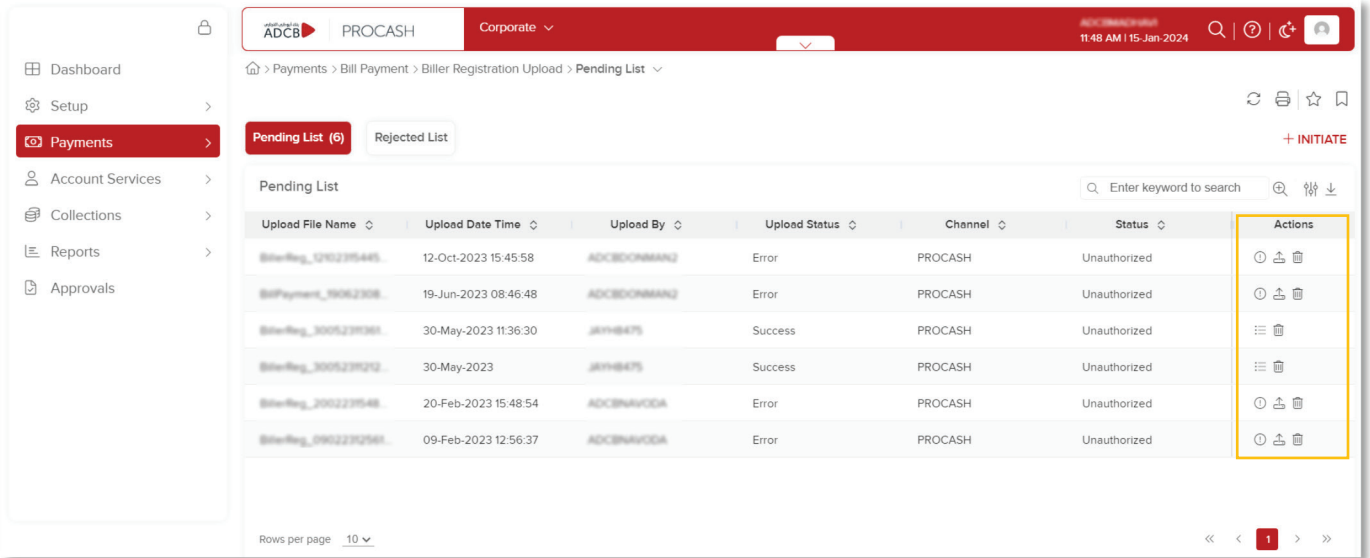 ADCB PROCASH Corporate
11:48 AM | 15-Jan-2024
Payments > Bill Payment > Biller Registration Upload > Pending List
Dashboard
Setup
Payments
Account Services
Collections
Reports
Approvals
Pending List (6) Rejected List + INITIATE
Pending List Enter keyword to search
Upload File Name Upload Date Time Upload By Upload Status Channel Status Actions
12-Oct-2023 15:45:58 Error PROCASH Unauthorized
19-Jun-2023 08:46:48 Error PROCASH Unauthorized
30-May-2023 11:36:30 Success PROCASH Unauthorized
30-May-2023 Success PROCASH Unauthorized
20-Feb-2023 15:48:54 Error PROCASH Unauthorized
09-Feb-2023 12:56:37 Error PROCASH Unauthorized
Rows per page 10 << < 1 > >>